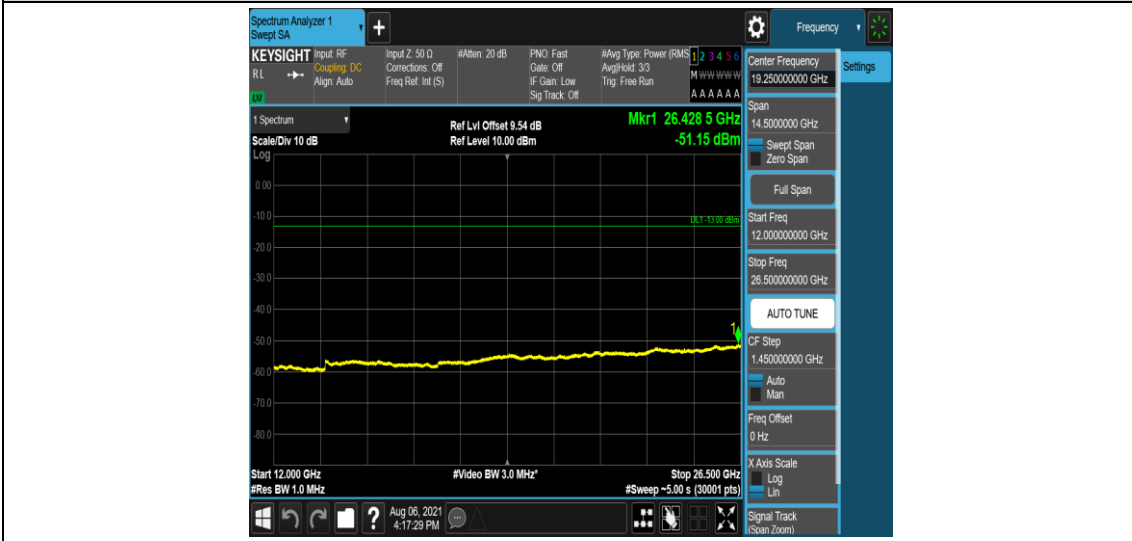 Spectrum Analyzer 1
Swept SA
Frequency
KEYSIGHT
RL
Input: RF
Coupling: DC
Align: Auto
Input Z: 50 Ω
Corrections: Off
Freq Ref: Int (S)
#Atten: 20 dB
PNO: Fast
Gate: Off
IF Gain: Low
Sig Track: Off
#Avg Type: Power (RMS
Avg|Hold: 3/3
Trig: Free Run
1 2 3 4 5 6
M W W W W W
A A A A A A
1 Spectrum
Scale/Div 10 dB
Log
Ref Lvl Offset 9.54 dB
Ref Level 10.00 dBm
Mkr1 26.428 5 GHz
-51.15 dBm
0.00
-10.0
DL1 -13.00 dBm
-20.0
-30.0
-40.0
1
-50.0
-60.0
-70.0
-80.0
Start 12.000 GHz
#Res BW 1.0 MHz
#Video BW 3.0 MHz*
Stop 26.500 GHz
#Sweep ~5.00 s (30001 pts)
Aug 06, 2021
4:17:29 PM
Center Frequency
19.250000000 GHz
Settings
Span
14.5000000 GHz
Swept Span
Zero Span
Full Span
Start Freq
12.000000000 GHz
Stop Freq
26.500000000 GHz
AUTO TUNE
CF Step
1.450000000 GHz
Auto
Man
Freq Offset
0 Hz
X Axis Scale
Log
Lin
Signal Track
(Span Zoom)